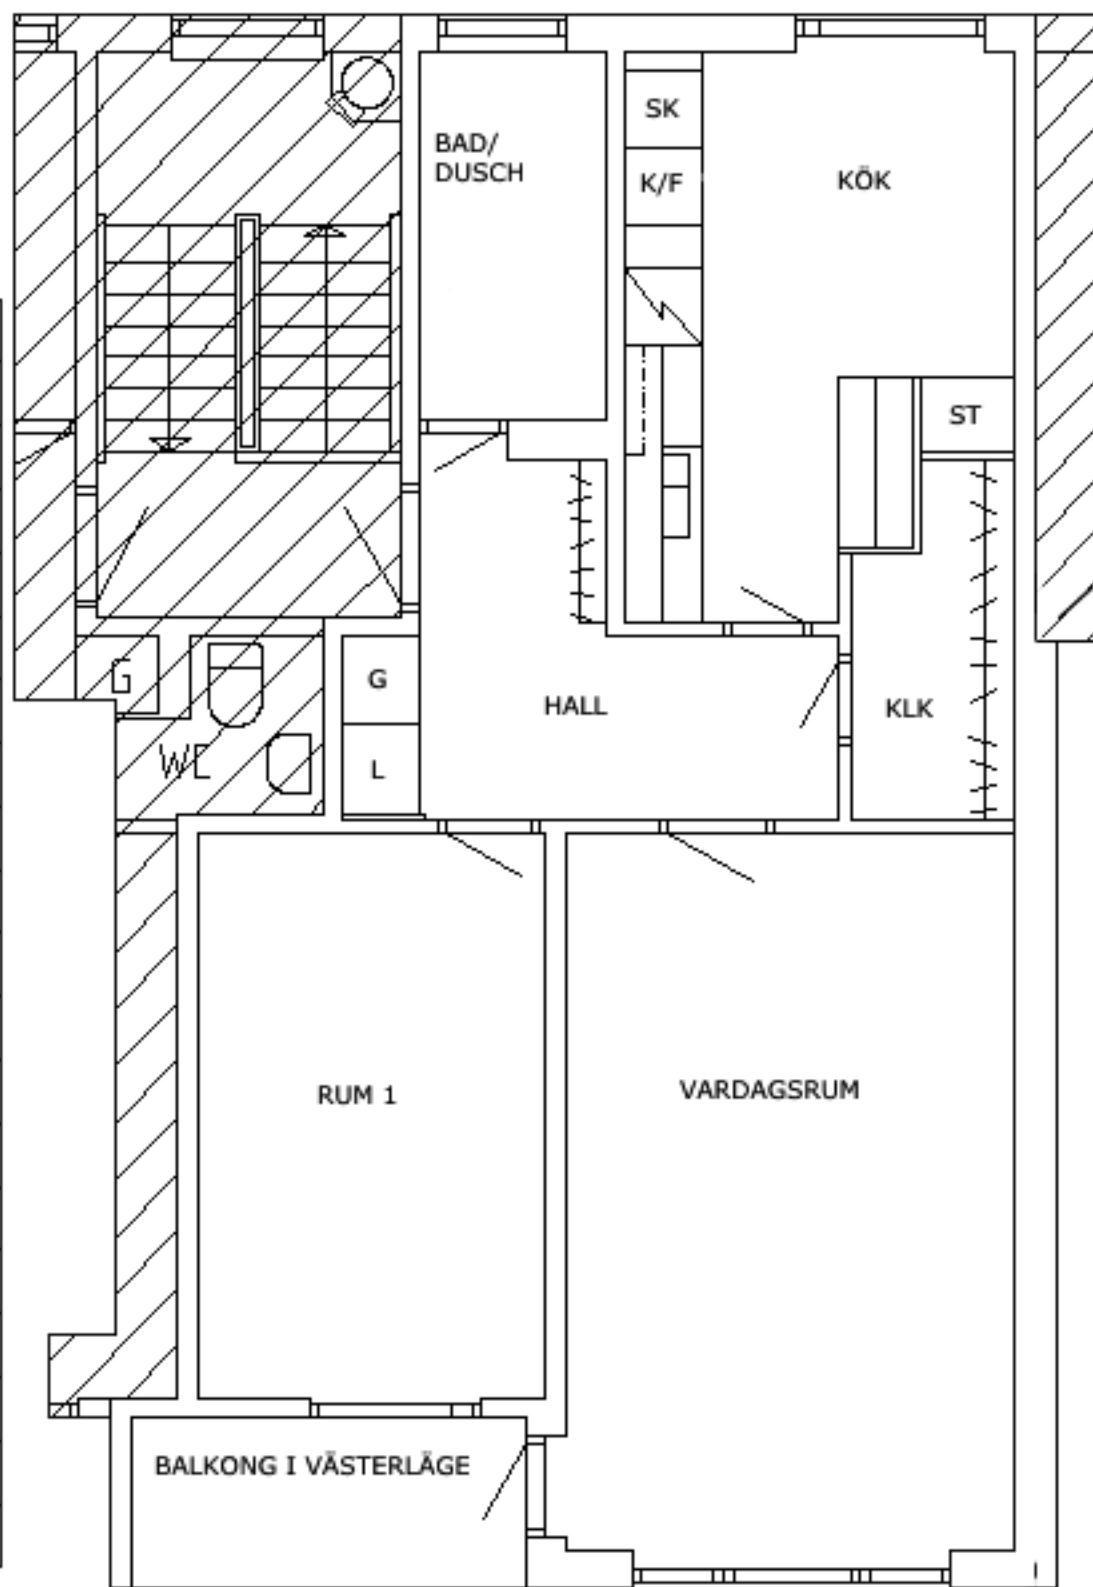 BAD/
DUSCH
SK
K/F
KÖK
ST
G
G
HALL
KLK
WC
L
RUM 1
VARDAGSRUM
BALKONG I VÄSTERLÄGE